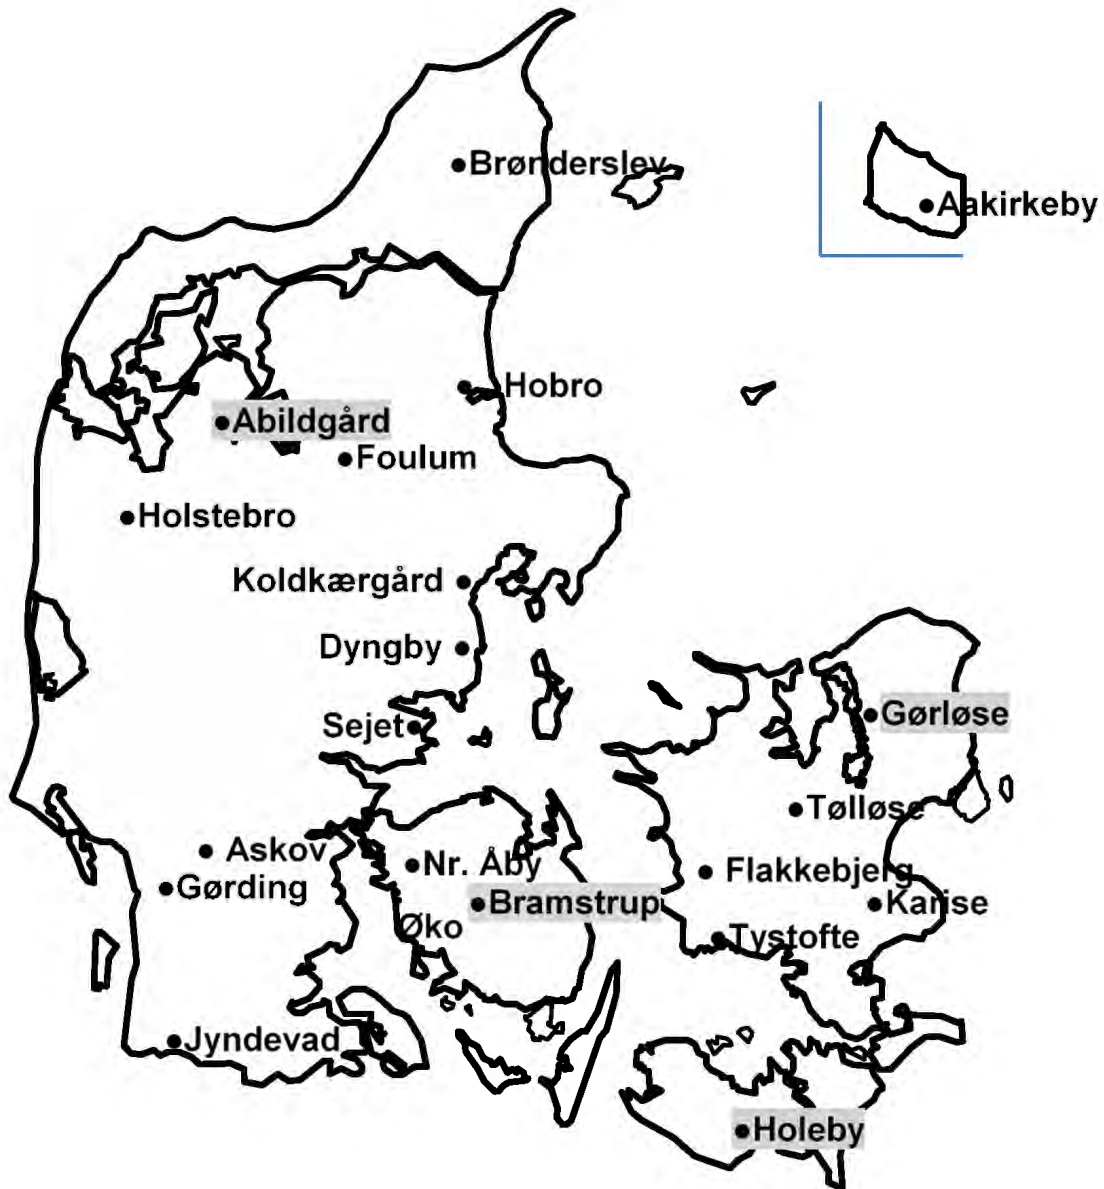 Brønderslev
Aakirkeby
Hobro
Abildgård
Foulum
Holstebro
Koldkærgård
Dyngby
Gørløse
Sejet
Tølløse
Askov
Nr. Åby
Flakkebjerg
Gørding
Bramstrup
Karise
Øko
Tystofte
Jyndevad
Holeby